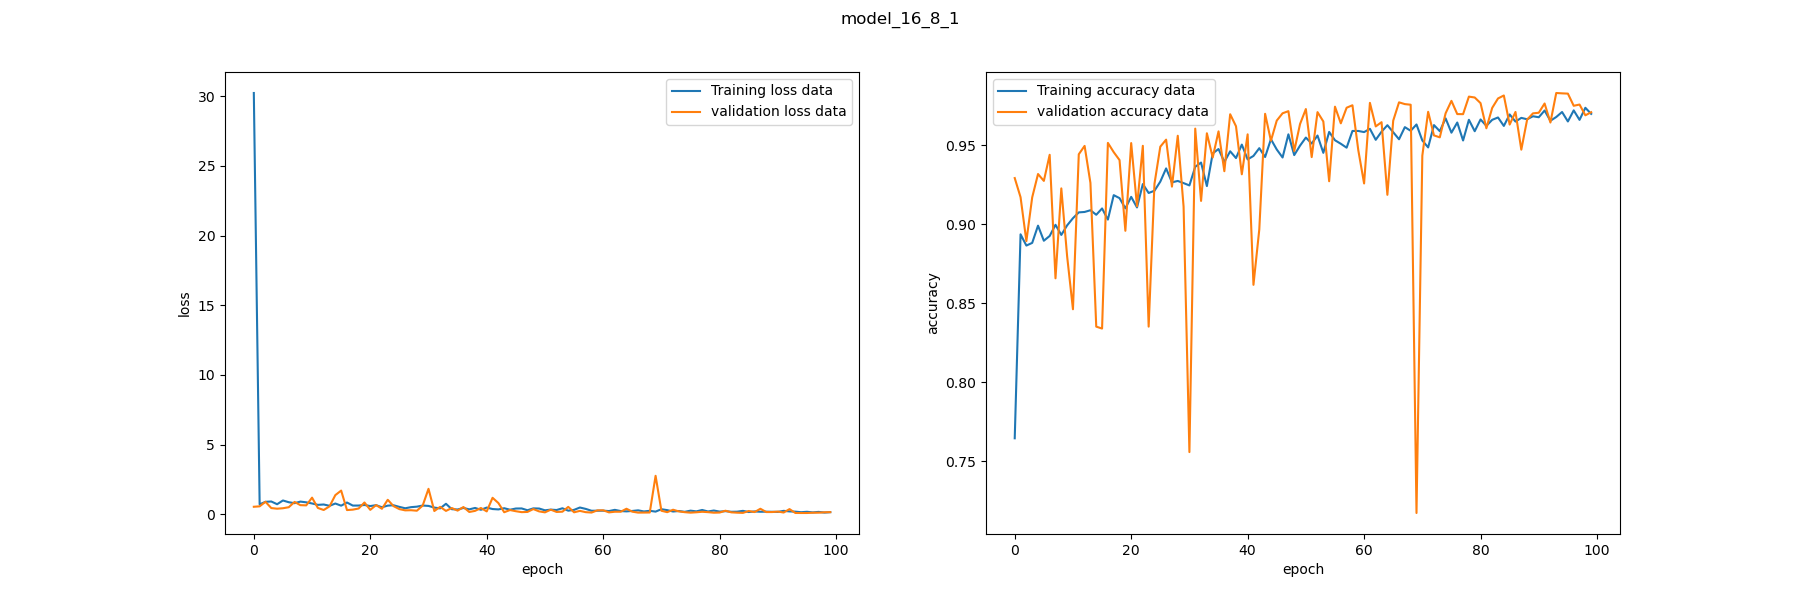 model_16_8_1
Training loss data
validation loss data
30
25
20
15
10
5
0
loss
0 20 40 60 80 100
epoch
Training accuracy data
validation accuracy data
0.95
0.90
0.85
0.80
0.75
accuracy
0 20 40 60 80 100
epoch